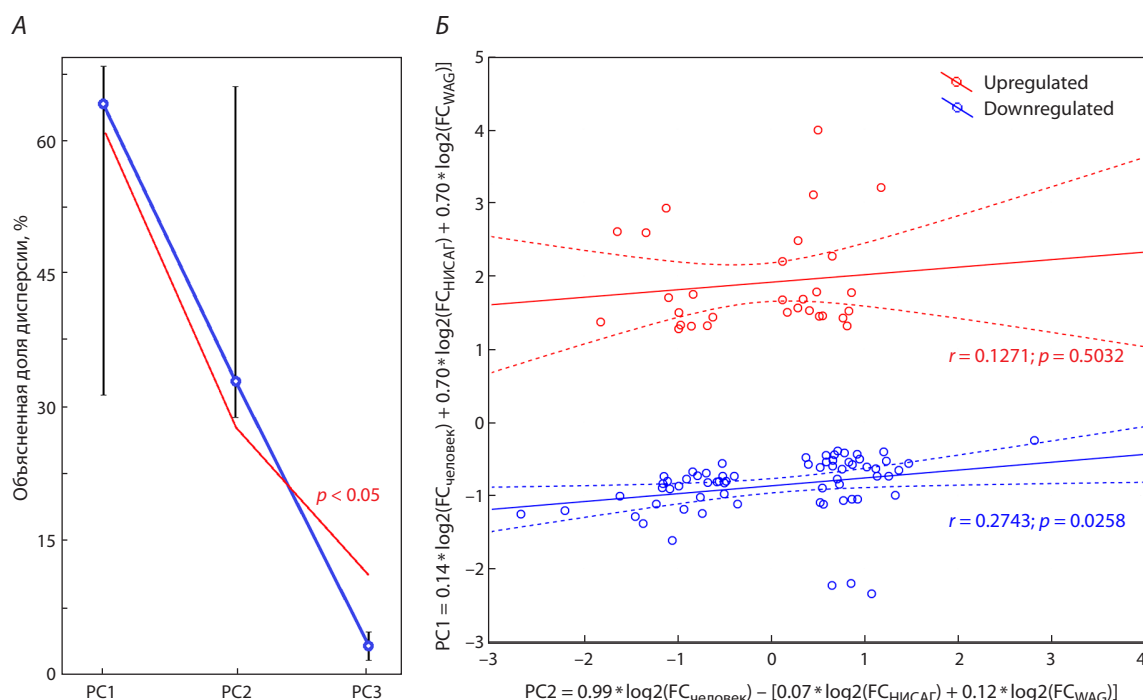 А
Объясненная доля дисперсии, %
60
45
30
15
0
p < 0.05
PC1
PC2
PC3
Б
PC1 = 0.14 * log2(FCчеловек) + 0.70 * log2(FCНИСАГ) + 0.70 * log2(FCWAG)]
5
4
3
2
1
0
−1
−2
−3
Upregulated
Downregulated
r = 0.1271; p = 0.5032
r = 0.2743; p = 0.0258
−3
−2
−1
0
1
2
3
4
PC2 = 0.99 * log2(FCчеловек) – [0.07 * log2(FCНИСАГ) + 0.12 * log2(FCWAG)]